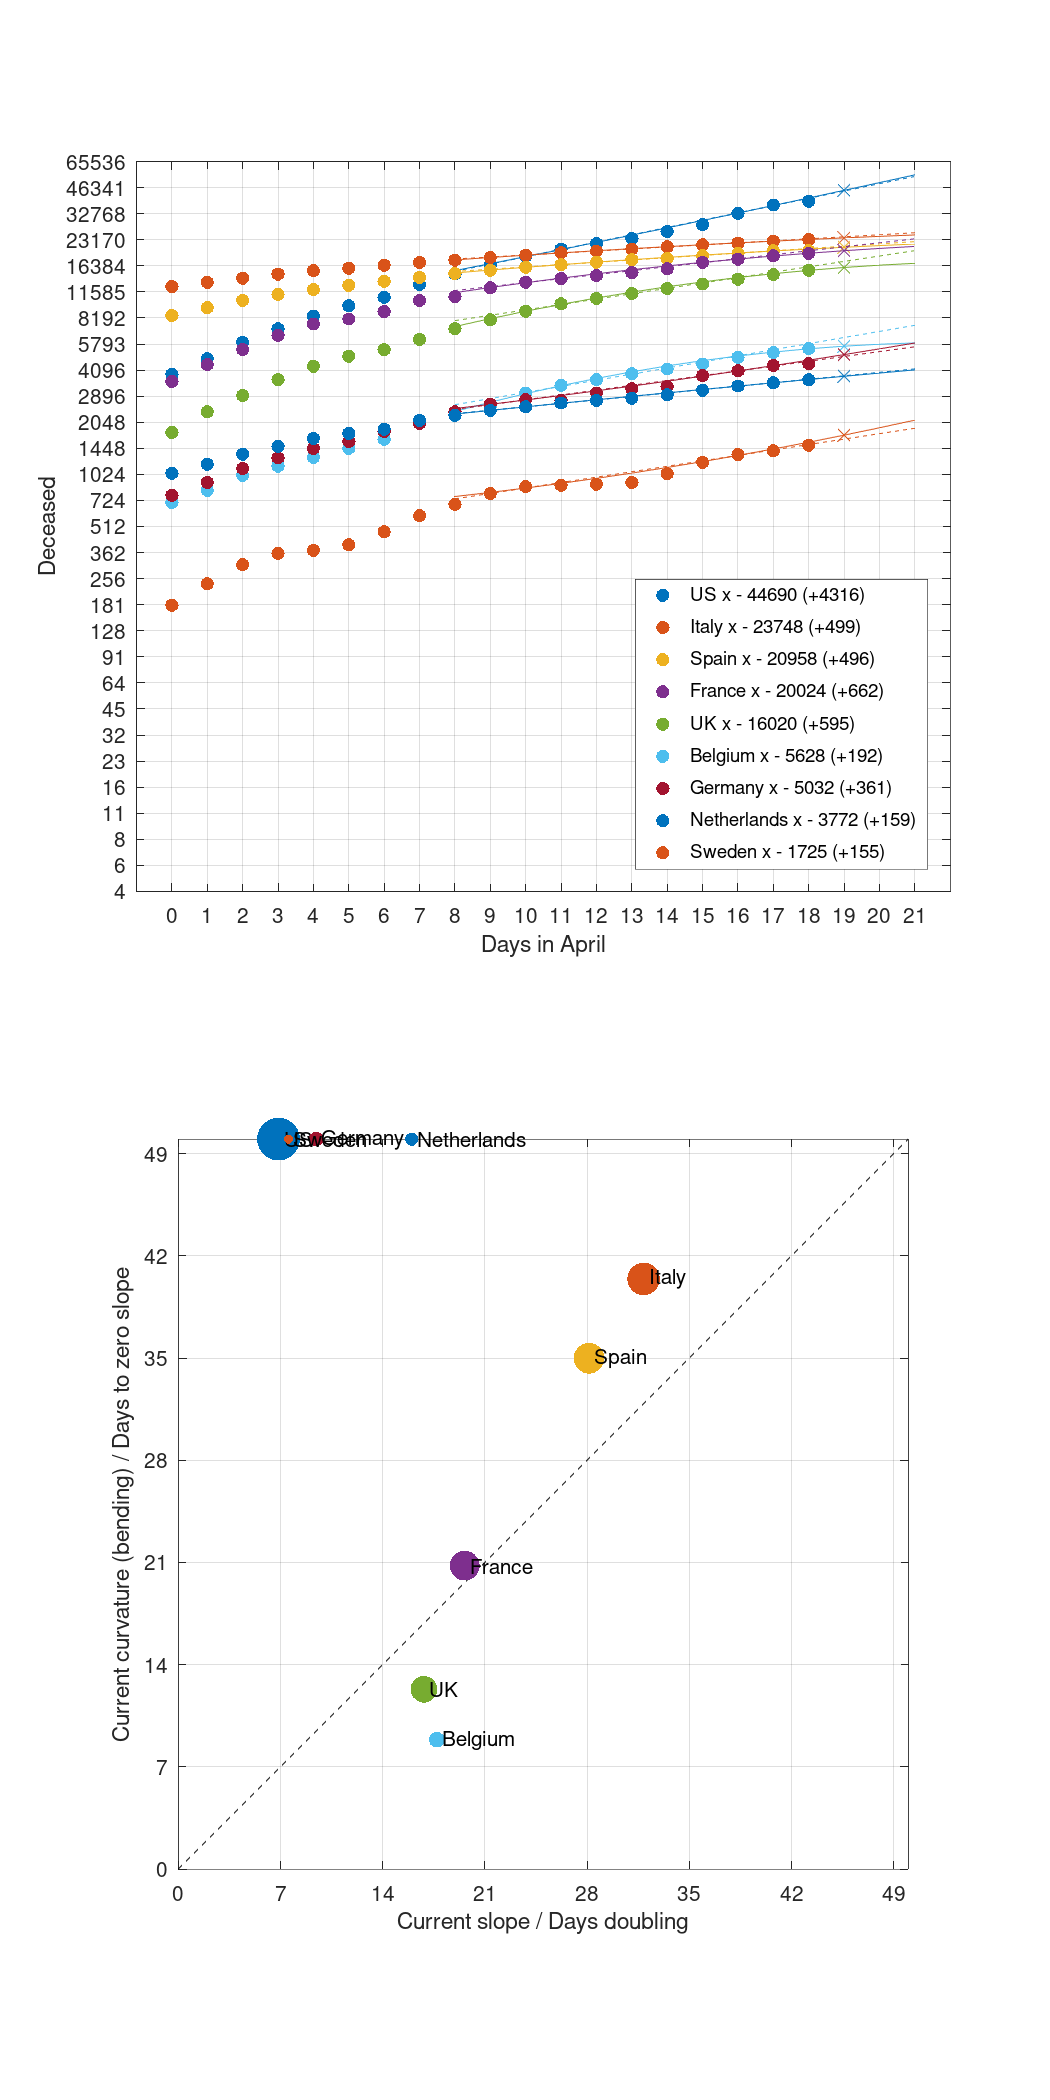 65536
46341
32768
23170
16384
11585
8192
5793
4096
2896
2048
1448
1024
724
512
362
256
181
128
91
64
45
32
23
16
11
8
6
4
Deceased
US x - 44690 (+4316)
Italy x - 23748 (+499)
Spain x - 20958 (+496)
France x - 20024 (+662)
UK x - 16020 (+595)
Belgium x - 5628 (+192)
Germany x - 5032 (+361)
Netherlands x - 3772 (+159)
Sweden x - 1725 (+155)
0 1 2 3 4 5 6 7 8 9 10 11 12 13 14 15 16 17 18 19 20 21
Days in April
US Sweden Germany Netherlands
Italy
Spain
France
UK
Belgium
49
42
35
28
21
14
7
0
Current curvature (bending) / Days to zero slope
0 7 14 21 28 35 42 49
Current slope / Days doubling